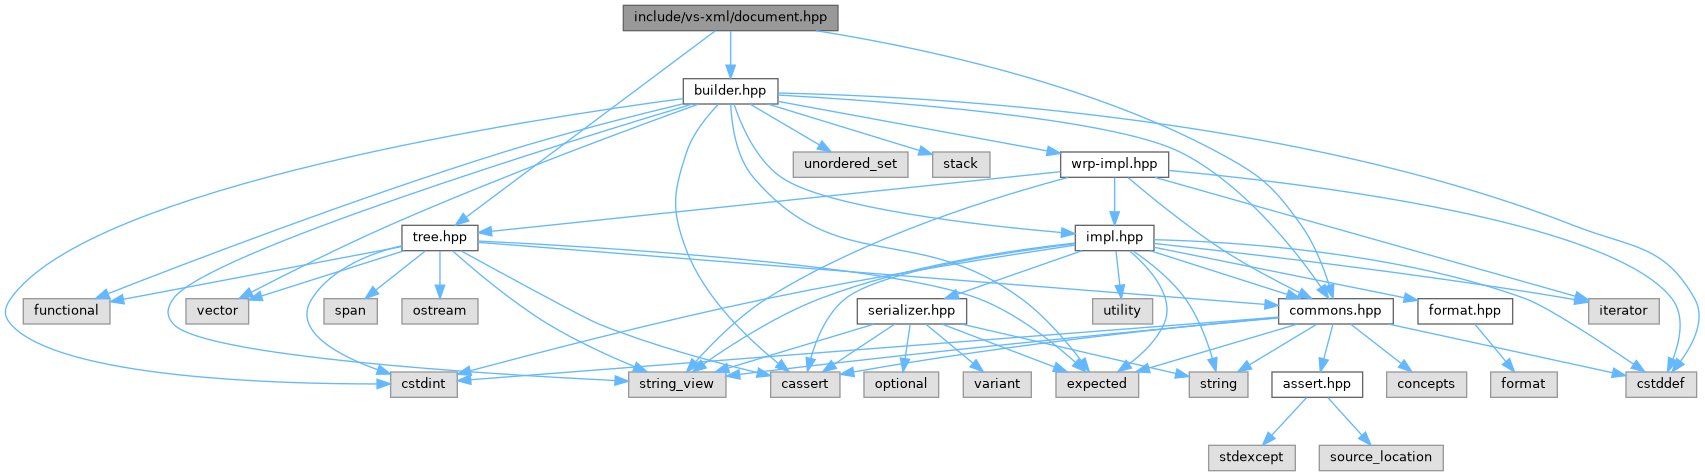 include/vs-xml/document.hpp
builder.hpp
unordered_set
stack
wrp-impl.hpp
tree.hpp
impl.hpp
functional
vector
span
ostream
serializer.hpp
utility
commons.hpp
format.hpp
iterator
cstdint
string_view
cassert
optional
variant
expected
string
assert.hpp
concepts
format
cstddef
stdexcept
source_location